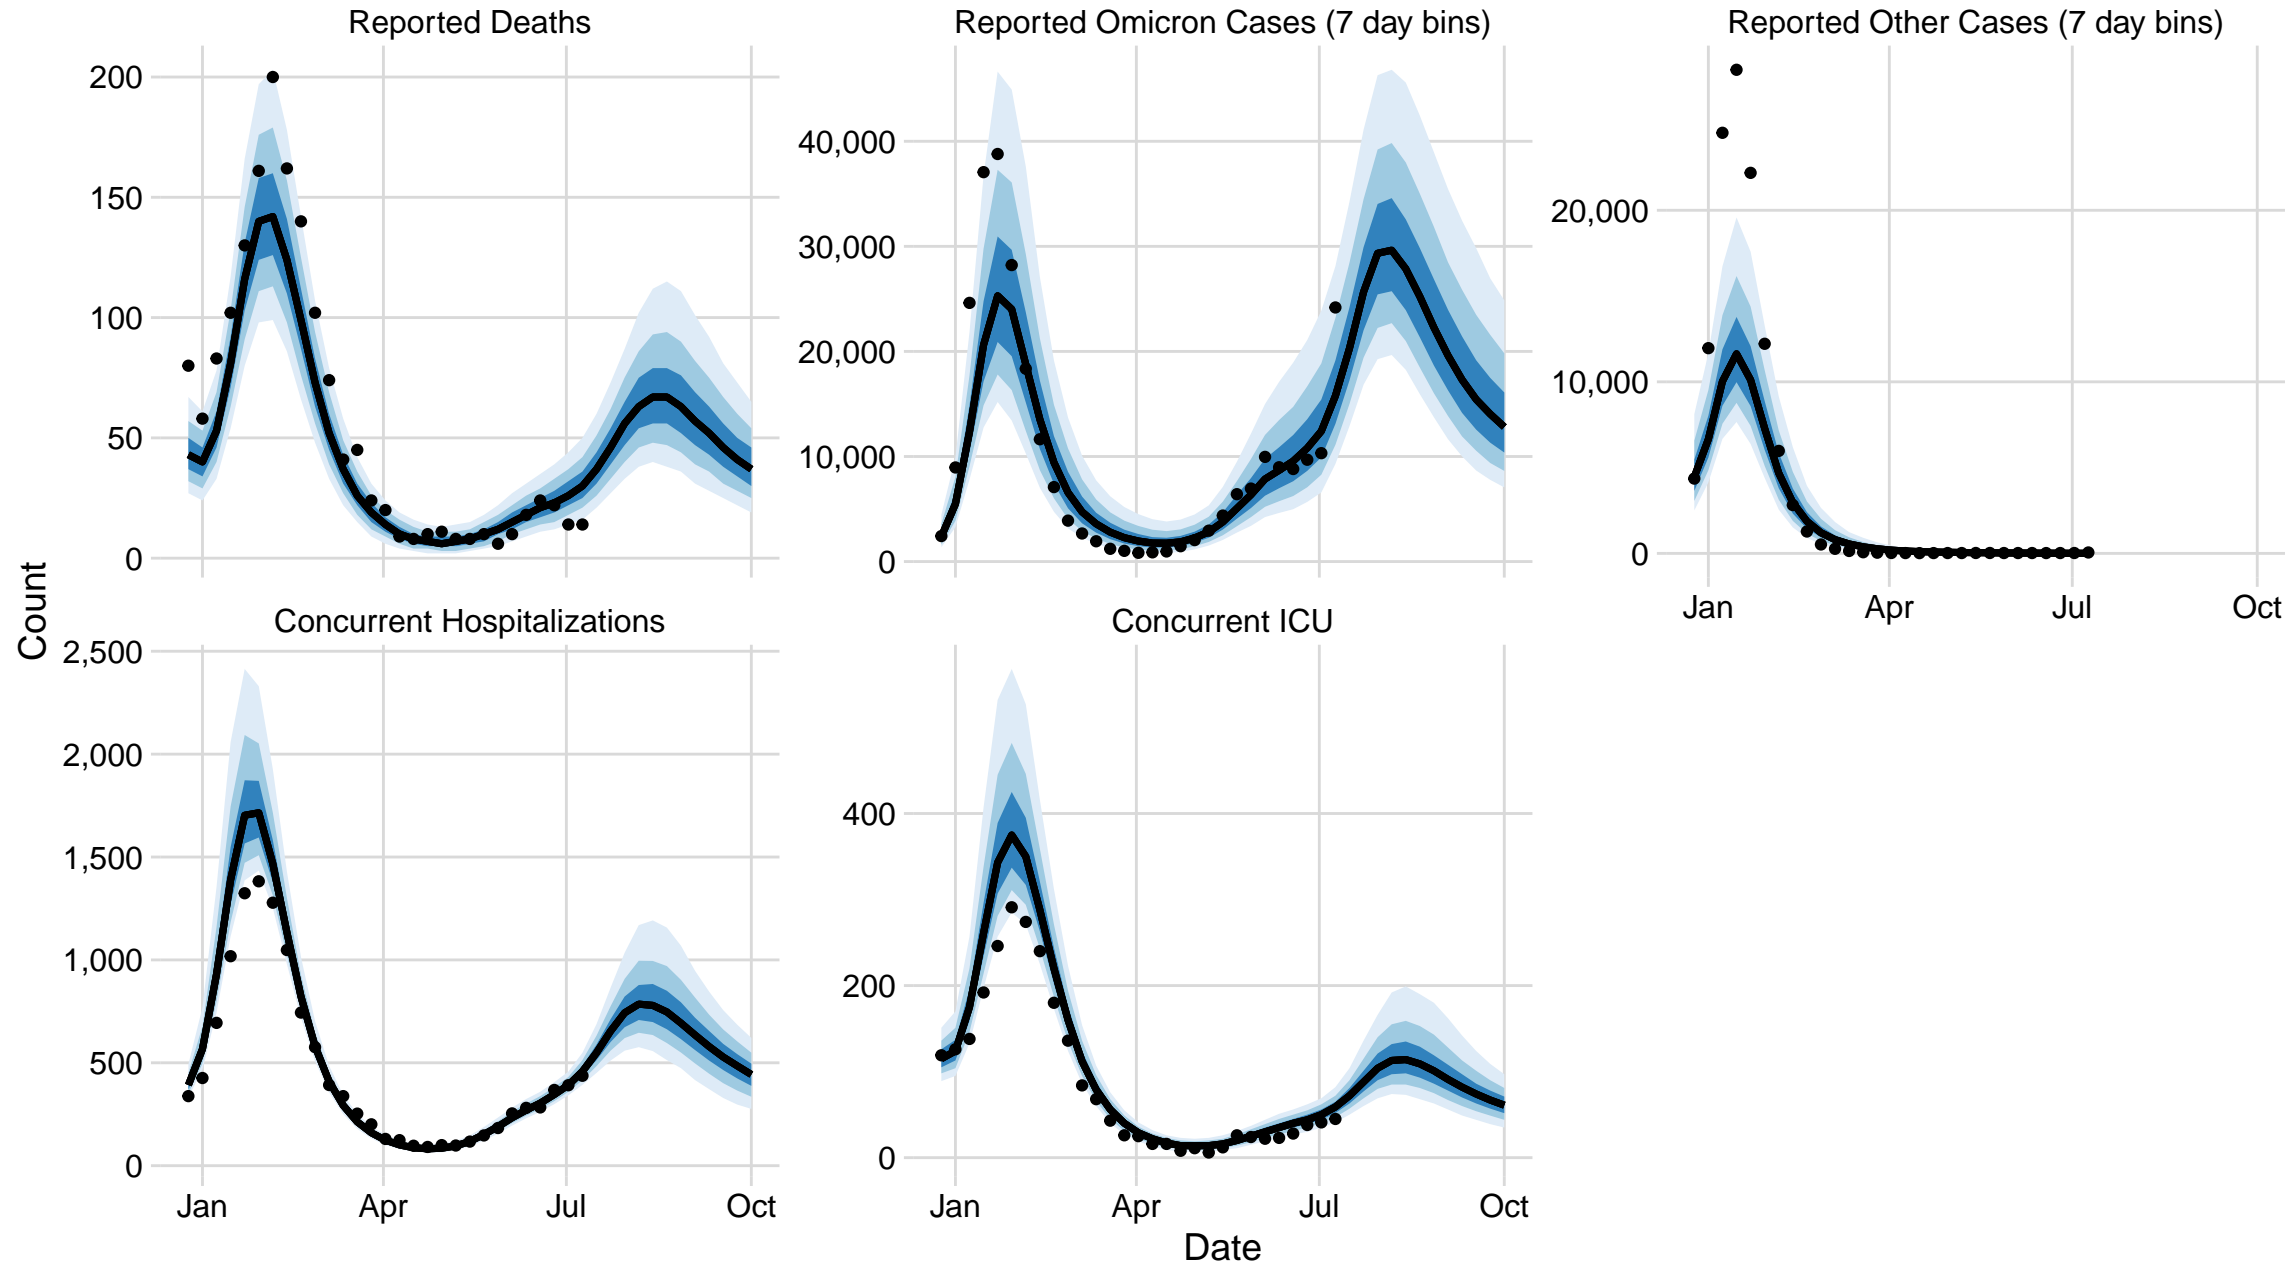 Reported Deaths
Reported Omicron Cases (7 day bins)
Reported Other Cases (7 day bins)
200
150
100
50
0
40,000
30,000
20,000
10,000
0
20,000
10,000
0
Jan Apr Jul Oct
Count
Concurrent Hospitalizations
Concurrent ICU
2,500
2,000
1,500
1,000
500
0
400
200
0
Jan Apr Jul Oct
Jan Apr Jul Oct
Date